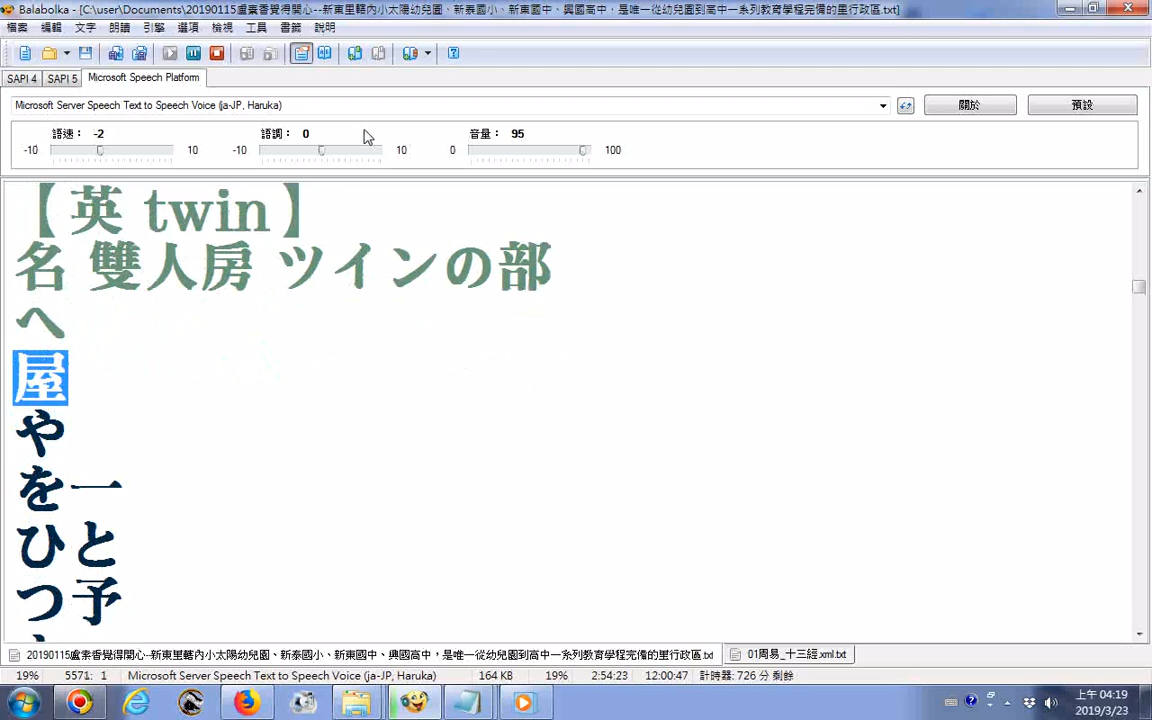 Balabolka - [C:\user\Documents\20190115盧素香覺得開心--新東里轄內小太陽幼兒園、新泰國小、新東國中、興國高中，是唯一從幼兒園到高中一系列教育學程完備的里行政區.txt]
檔案 編輯 文字 朗讀 引擎 選項 檢視 工具 書籤 說明
SAPI 4 SAPI 5 Microsoft Speech Platform
Microsoft Server Speech Text to Speech Voice (ja-JP, Haruka) 關於 預設
語速： -2 語調： 0 音量： 95
-10 10 -10 10 0 100
【英 twin】
名 雙人房 ツインの部
へ
屋
や
を一
ひと
つ予
20190115盧素香覺得開心--新東里轄內小太陽幼兒園、新泰國小、新東國中、興國高中，是唯一從幼兒園到高中一系列教育學程完備的里行政區.txt 01周易_十三經.xml.txt
19% 5571: 1 Microsoft Server Speech Text to Speech Voice (ja-JP, Haruka) 164 KB 19% 2:54:23 12:00:47 計時器: 726 分 剩餘
上午 04:19
2019/3/23